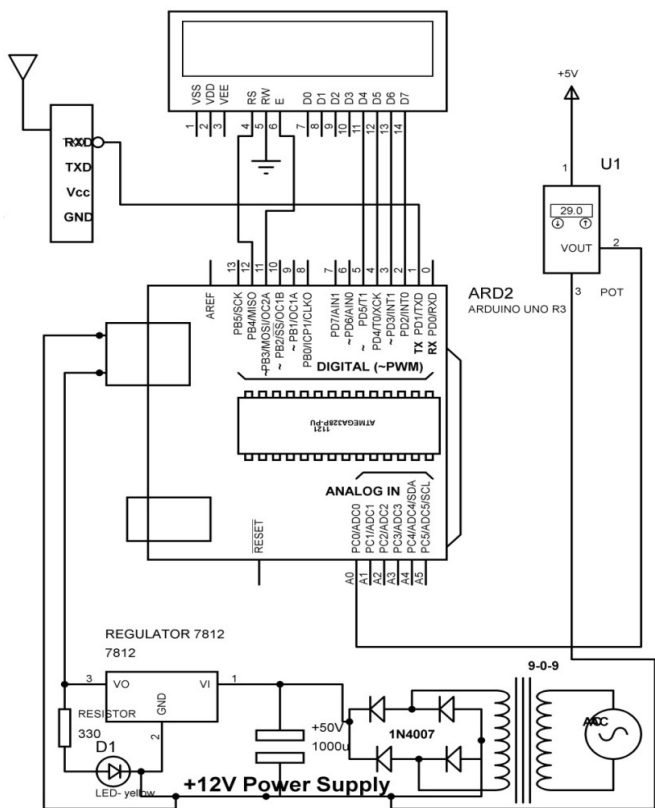 VSS
VDD
VEE
RS
RW
E
D0
D1
D2
D3
D4
D5
D6
D7
1
2
3
4
5
6
7
8
9
10
11
12
13
14
RXD
TXD
Vcc
GND
+5V
1
U1
29.0
VOUT
2
3
POT
ARD2
ARDUINO UNO R3
13
12
11
10
9
8
7
6
5
4
3
2
1
0
AREF
PB5/SCK
PB4/MISO
~PB3/MOSI/OC2A
~ PB2/SS/OC1B
~ PB1/OC1A
PB0/ICP1/CLKO
PD7/AIN1
~ PD6/AIN0
~ PD5/T1
PD4/T0/XCK
~ PD3/INT1
PD2/INT0
TX PD1/TXD
RX PD0/RXD
DIGITAL (~PWM)
ATMEGA328P-PU
1121
ANALOG IN
RESET
PC0/ADC0
PC1/ADC1
PC2/ADC2
PC3/ADC3
PC4/ADC4/SDA
PC5/ADC5/SCL
A0
A1
A2
A3
A4
A5
REGULATOR 7812
7812
3
VO
VI
1
GND
2
RESISTOR
330
D1
LED- yellow
+50V
1000u
1N4007
9-0-9
+12V Power Supply